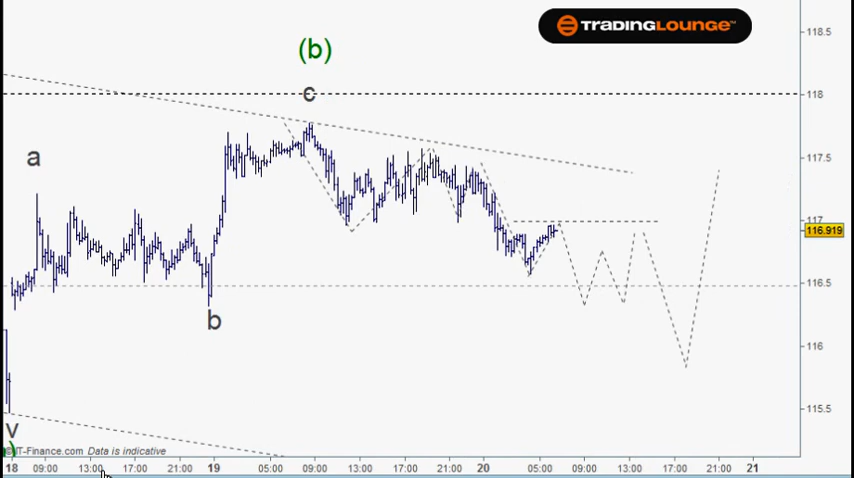 TRADINGLOUNGE™
118.5
(b)
c
118
a
117.5
117
116.919
116.5
b
116
115.5
v
IT-Finance.com Data is indicative
18 09:00 13:00 17:00 21:00 19 05:00 09:00 13:00 17:00 21:00 20 05:00 09:00 13:00 17:00 21:00 21